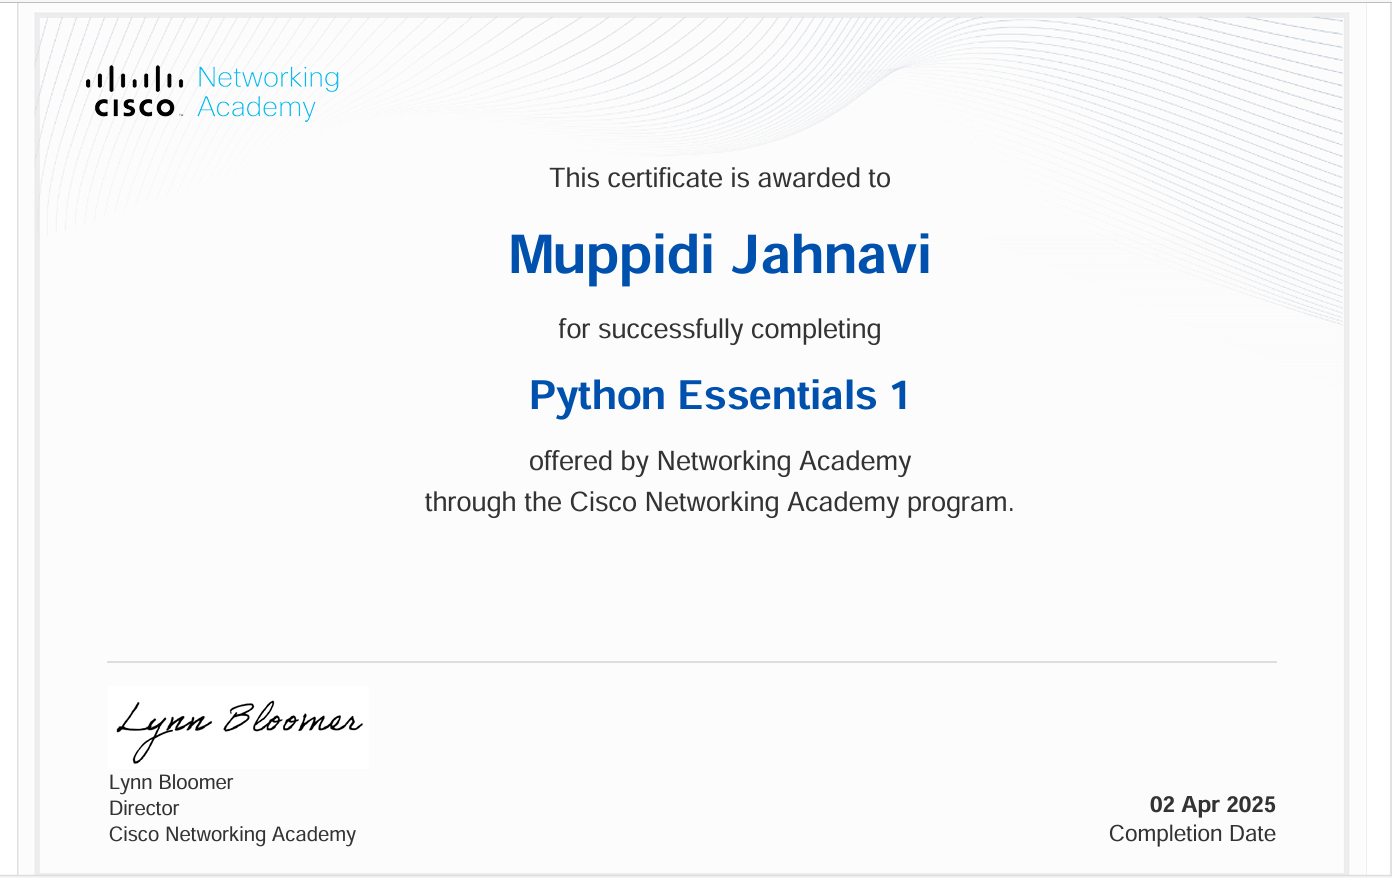 Networking
CISCO Academy
This certificate is awarded to
Muppidi Jahnavi
for successfully completing
Python Essentials 1
offered by Networking Academy
through the Cisco Networking Academy program.
Lynn Bloomer
Lynn Bloomer
Director
Cisco Networking Academy
02 Apr 2025
Completion Date